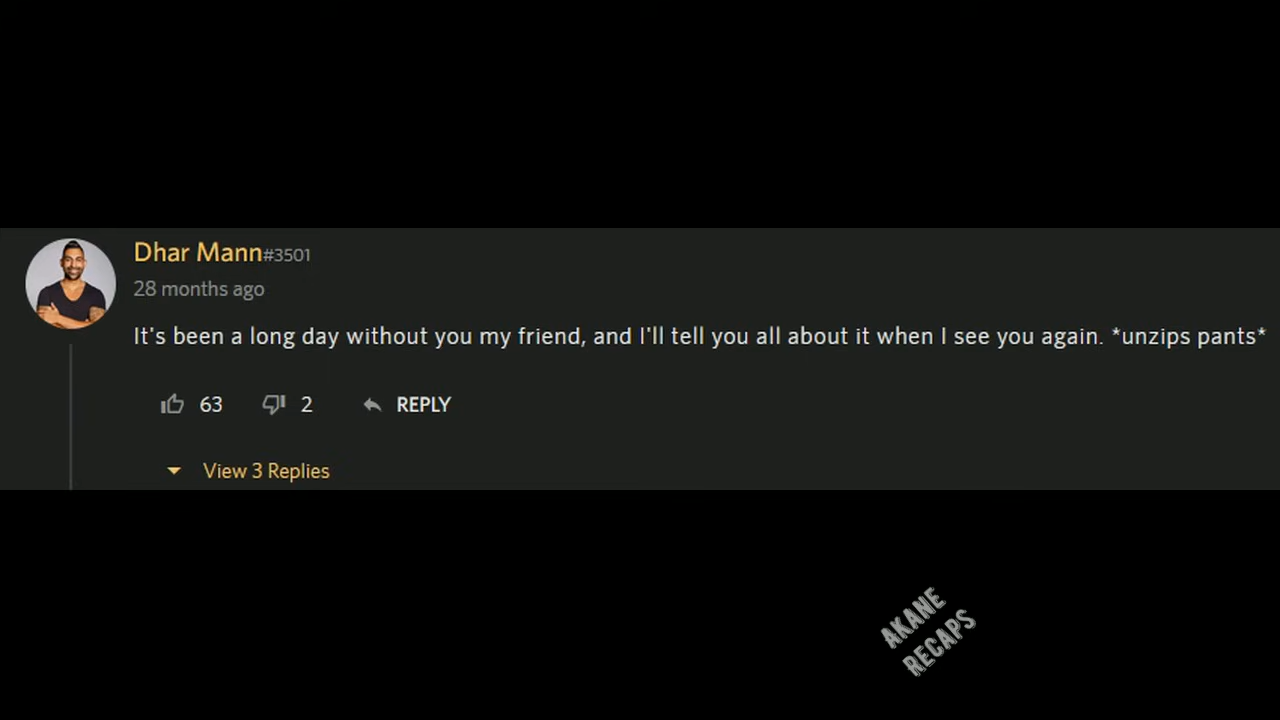 Dhar Mann#3501
28 months ago
It's been a long day without you my friend, and I'll tell you all about it when I see you again. *unzips pants*
63 2 REPLY
View 3 Replies
AKANE
RECAPS